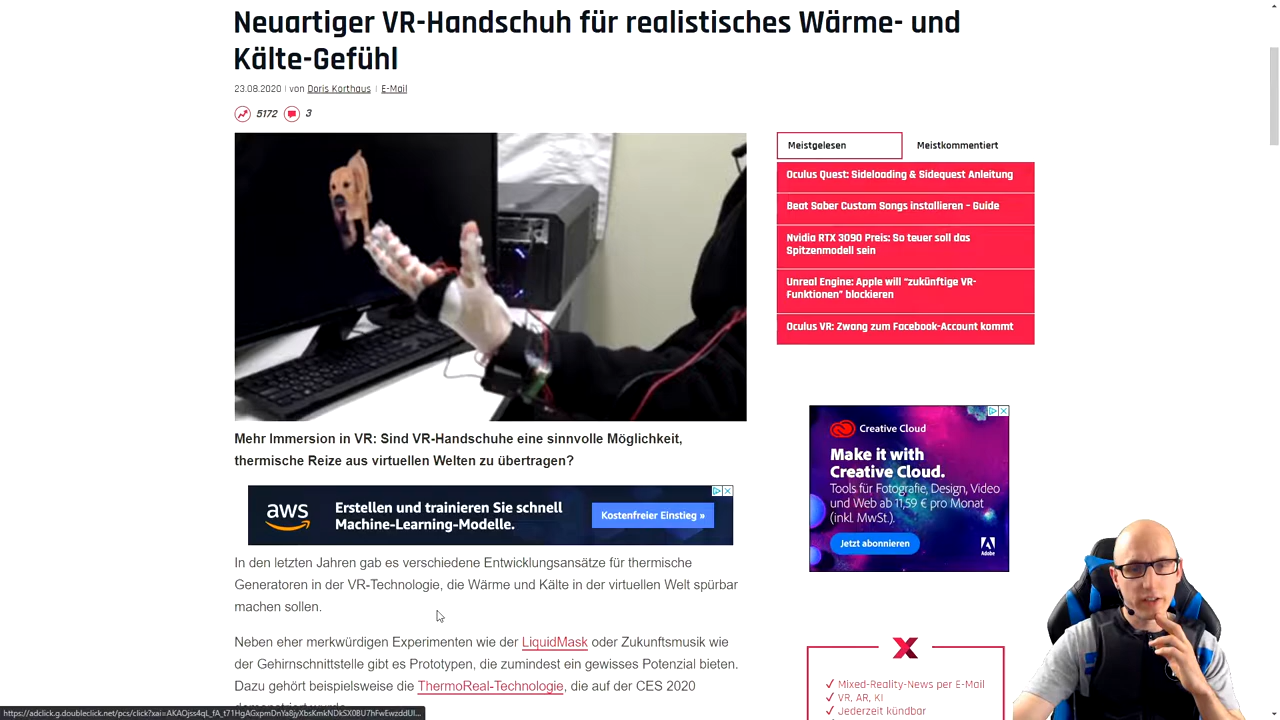 Neuartiger VR-Handschuh für realistisches Wärme- und
Kälte-Gefühl
23.08.2020 | von Doris Korthaus | E-Mail
5172 3
Mehr Immersion in VR: Sind VR-Handschuhe eine sinnvolle Möglichkeit,
thermische Reize aus virtuellen Welten zu übertragen?
aws
Erstellen und trainieren Sie schnell
Machine-Learning-Modelle.
Kostenfreier Einstieg »
In den letzten Jahren gab es verschiedene Entwicklungsansätze für thermische
Generatoren in der VR-Technologie, die Wärme und Kälte in der virtuellen Welt spürbar
machen sollen.
Neben eher merkwürdigen Experimenten wie der LiquidMask oder Zukunftsmusik wie
der Gehirnschnittstelle gibt es Prototypen, die zumindest ein gewisses Potenzial bieten.
Dazu gehört beispielsweise die ThermoReal-Technologie, die auf der CES 2020
Meistgelesen
Meistkommentiert
Oculus Quest: Sideloading & Sidequest Anleitung
Beat Saber Custom Songs installieren – Guide
Nvidia RTX 3090 Preis: So teuer soll das
Spitzenmodell sein
Unreal Engine: Apple will "zukünftige VR-
Funktionen" blockieren
Oculus VR: Zwang zum Facebook-Account kommt
Creative Cloud
Make it with
Creative Cloud.
Tools für Fotografie, Design, Video
und Web ab 11,59 € pro Monat
(inkl. MwSt.).
Jetzt abonnieren
Adobe
Mixed-Reality-News per E-Mail
VR, AR, KI
Jederzeit kündbar